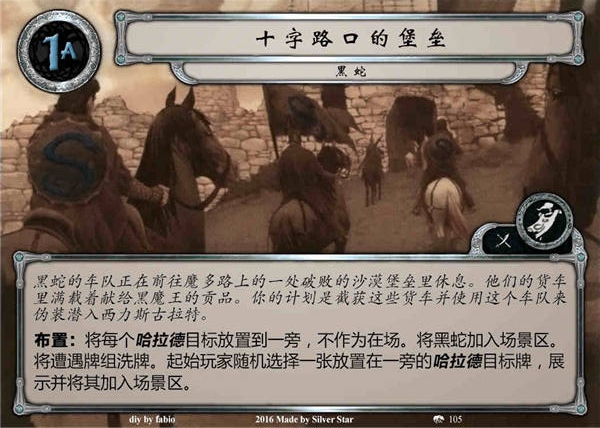 1A
十字路口的堡垒
黑蛇
黑蛇的车队正在前往魔多路上的一处破败的沙漠堡垒里休息。他们的货车
里满载着献给黑魔王的贡品。你的计划是截获这些货车并使用这个车队来
伪装潜入西力斯古拉特。
布置：将每个哈拉德目标放置到一旁，不作为在场。将黑蛇加入场景区。
将遭遇牌组洗牌。起始玩家随机选择一张放置在一旁的哈拉德目标牌，展
示并将其加入场景区。
diy by fabio
2016 Made by Silver Star
105